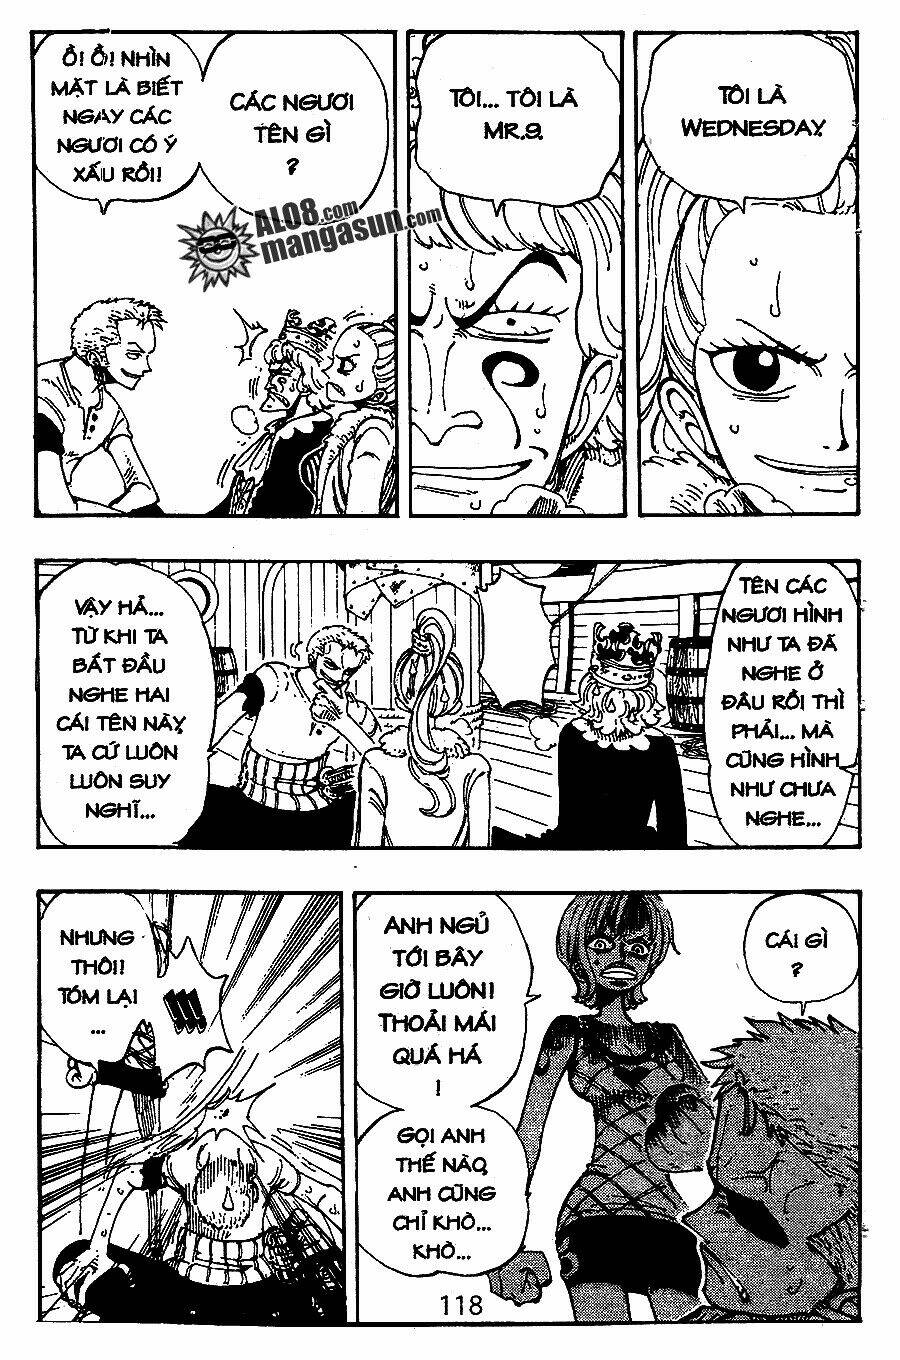 ỒI ỒI NHÌN
MẶT LÀ BIẾT
NGAY CÁC
NGƯƠI CÓ Ý
XẤU RỒI!
CÁC NGƯƠI
TÊN GÌ
?
TÔI... TÔI LÀ
MR.9.
TÔI LÀ
WEDNESDAY.
AL08.com
mangasun.com
VẬY HẢ...
TỪ KHI TA
BẮT ĐẦU
NGHE HAI
CÁI TÊN NÀY,
TA CỨ LUÔN
LUÔN SUY
NGHĨ...
TÊN CÁC
NGƯƠI HÌNH
NHƯ TA ĐÃ
NGHE Ở
ĐÂU RỒI THÌ
PHẢI... MÀ
CŨNG HÌNH
NHƯ CHƯA
NGHE...
NHƯNG
THÔI!
TÓM LẠI
...
!!!
ANH NGỦ
TỚI BÂY
GIỜ LUÔN!
THOẢI MÁI
QUÁ HÁ
!
GỌI ANH
THẾ NÀO,
ANH CŨNG
CHỈ KHÒ...
KHÒ...
CÁI GÌ
?
118